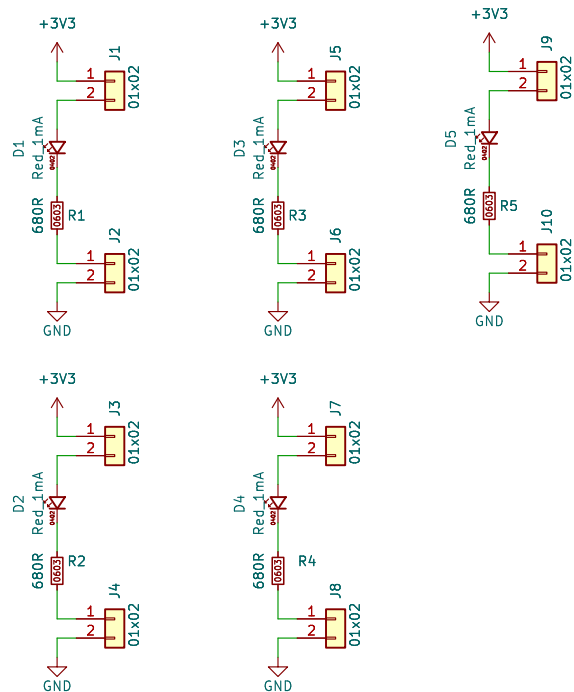 +3V3
J1
1
2
01x02
D1
Red_1mA
0402
680R
0603
R1
J2
1
2
01x02
GND
+3V3
J5
1
2
01x02
D3
Red_1mA
0402
680R
0603
R3
J6
1
2
01x02
GND
+3V3
J9
1
2
01x02
D5
Red_1mA
0402
680R
0603
R5
J10
1
2
01x02
GND
+3V3
J3
1
2
01x02
D2
Red_1mA
0402
680R
0603
R2
J4
1
2
01x02
GND
+3V3
J7
1
2
01x02
D4
Red_1mA
0402
680R
0603
R4
J8
1
2
01x02
GND